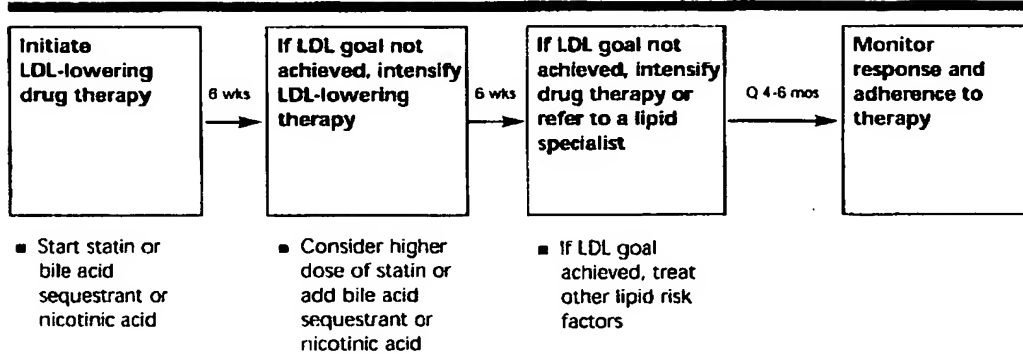 Initiate
LDL-lowering
drug therapy
6 wks
If LDL goal not
achieved, intensify
LDL-lowering
therapy
6 wks
If LDL goal not
achieved, intensify
drug therapy or
refer to a lipid
specialist
Q 4-6 mos
Monitor
response and
adherence to
therapy
■ Start statin or
bile acid
sequestrant or
nicotinic acid
■ Consider higher
dose of statin or
add bile acid
sequestrant or
nicotinic acid
■ If LDL goal
achieved, treat
other lipid risk
factors